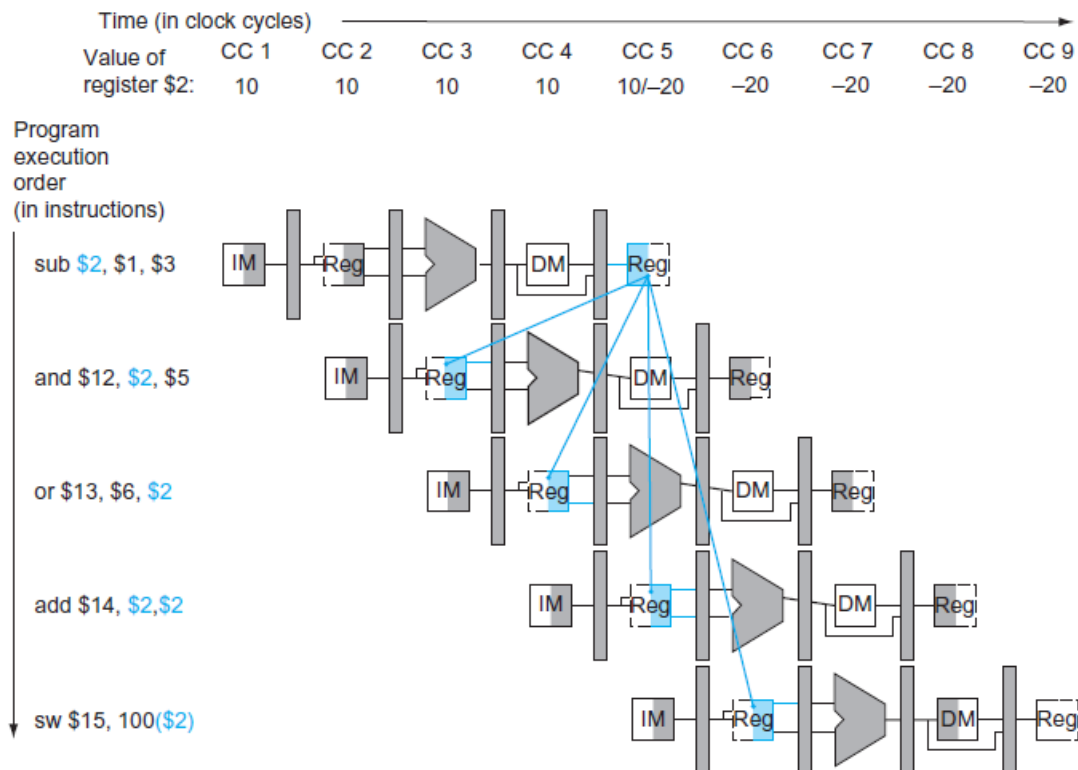 Time (in clock cycles)
CC 1 CC 2 CC 3 CC 4 CC 5 CC 6 CC 7 CC 8 CC 9
Value of
register $2: 10 10 10 10 10/–20 –20 –20 –20 –20
Program
execution
order
(in instructions)
sub $2, $1, $3 IM Reg DM Reg
and $12, $2, $5 IM Reg DM Reg
or $13, $6, $2 IM Reg DM Reg
add $14, $2,$2 IM Reg DM Reg
sw $15, 100($2) IM Reg DM Reg